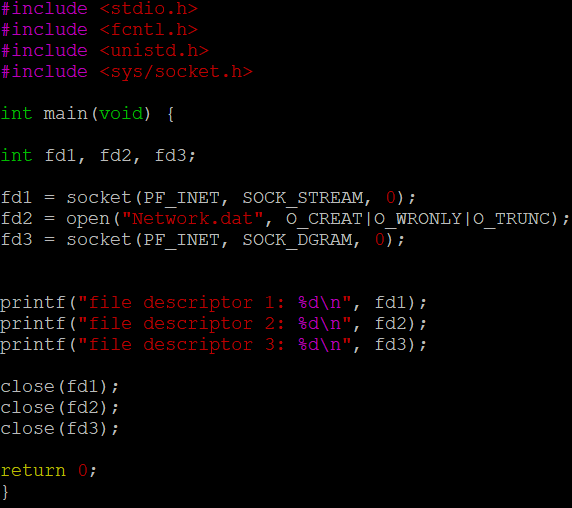 #include <stdio.h>
#include <fcntl.h>
#include <unistd.h>
#include <sys/socket.h>
int main(void) {
int fd1, fd2, fd3;
fd1 = socket(PF_INET, SOCK_STREAM, 0);
fd2 = open("Network.dat", O_CREAT|O_WRONLY|O_TRUNC);
fd3 = socket(PF_INET, SOCK_DGRAM, 0);
printf("file descriptor 1: %d\n", fd1);
printf("file descriptor 2: %d\n", fd2);
printf("file descriptor 3: %d\n", fd3);
close(fd1);
close(fd2);
close(fd3);
return 0;
}